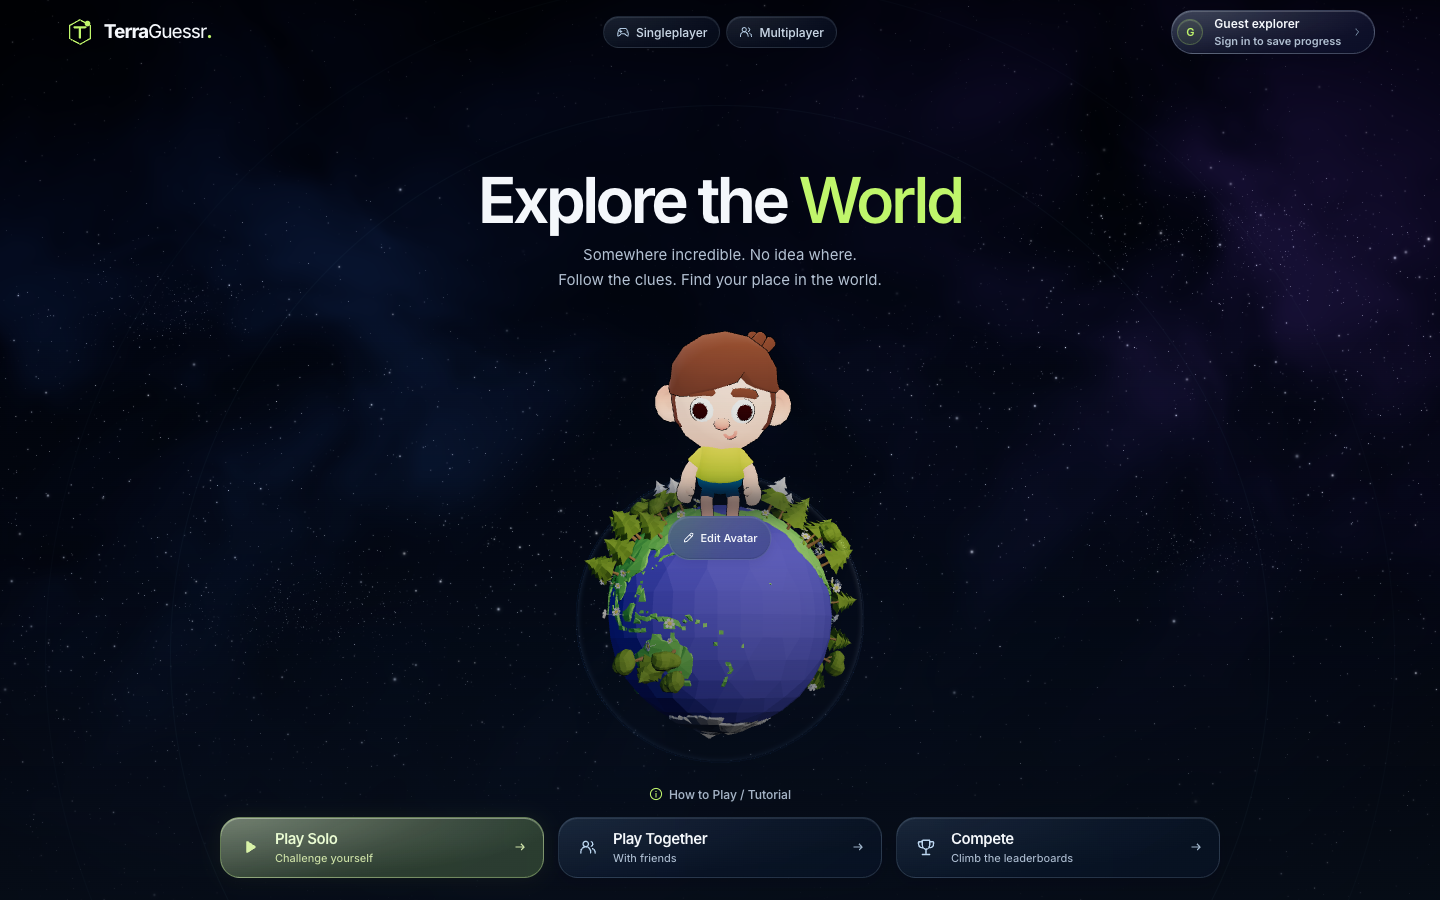 TerraGuessr.
Singleplayer
Multiplayer
G
Guest explorer
Sign in to save progress
Explore the World
Somewhere incredible. No idea where.
Follow the clues. Find your place in the world.
Edit Avatar
How to Play / Tutorial
Play Solo
Challenge yourself
Play Together
With friends
Compete
Climb the leaderboards